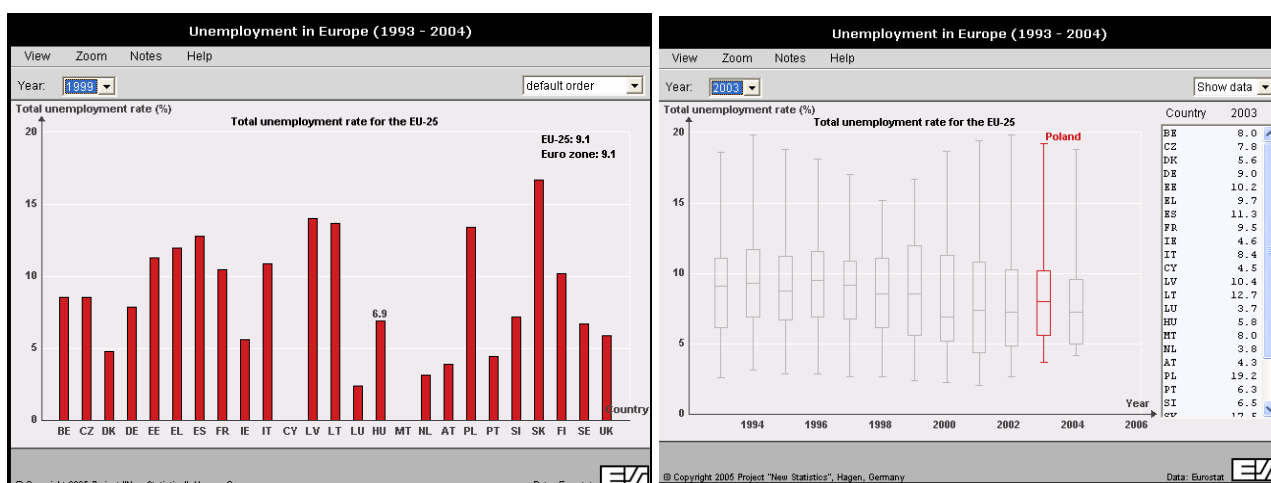 Unemployment in Europe (1993 - 2004)
View Zoom Notes Help
Year: 1999 default order
Total unemployment rate (%)
Total unemployment rate for the EU-25
EU-25: 9.1
Euro zone: 9.1
20
15
10
6.9
5
0
Country
BE CZ DK DE EE EL ES FR IE IT CY LV LT LU HU MT NL AT PL PT SI SK FI SE UK
Unemployment in Europe (1993 - 2004)
View Zoom Notes Help
Year: 2003 Show data
Total unemployment rate (%)
Total unemployment rate for the EU-25
Poland
20
15
10
5
0
Year
1994 1996 1998 2000 2002 2004 2006
Country 2003
BE 8.0
CZ 7.8
DK 5.6
DE 9.0
EE 10.2
EL 9.7
ES 11.3
FR 9.5
IE 4.6
IT 8.4
CY 4.5
LV 10.4
LT 12.7
LU 3.7
HU 5.8
MT 8.0
NL 3.8
AT 4.3
PL 19.2
PT 6.3
SI 6.5
SK 17.5
© Copyright 2005 Project "New Statistics", Hagen, Germany
Data: Eurostat